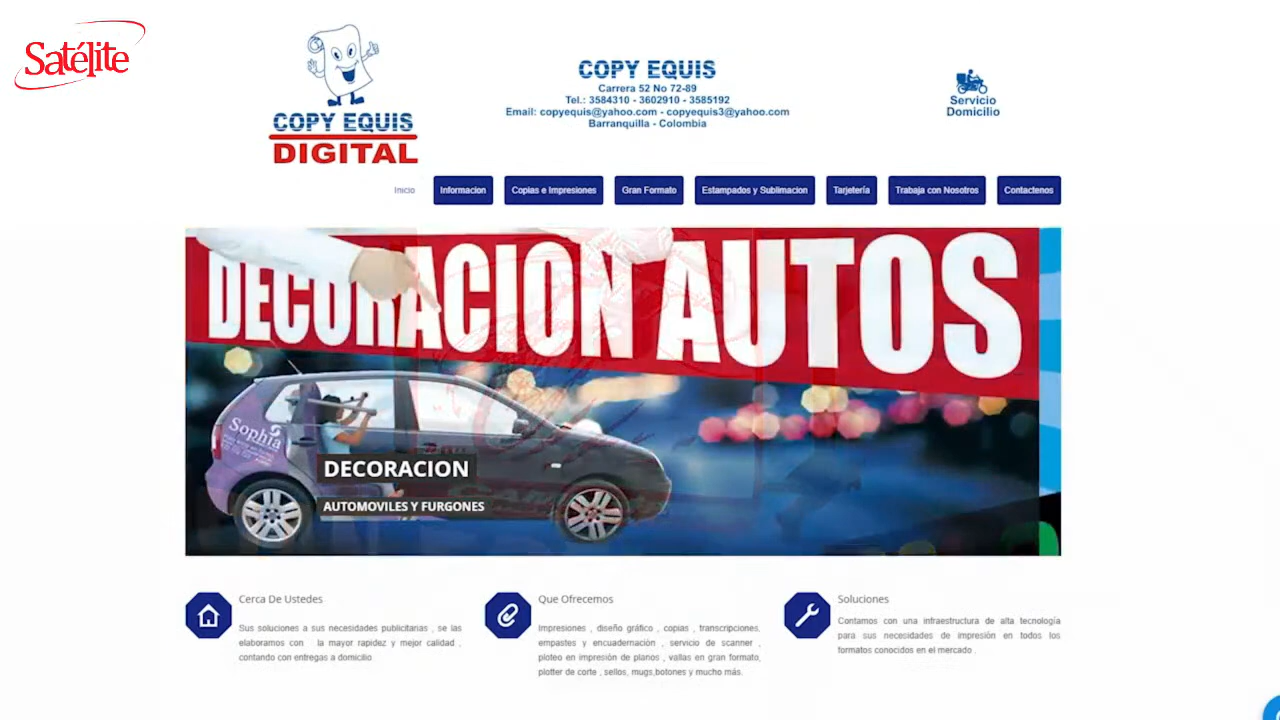 Satélite
COPY EQUIS
DIGITAL
COPY EQUIS
Carrera 52 No 72-89
Tel.: 3584310 - 3602910 - 3585192
Email: copyequis@yahoo.com - copyequis3@yahoo.com
Barranquilla - Colombia
Servicio
Domicilio
Inicio
Informacion
Copias e Impresiones
Gran Formato
Estampados y Sublimacion
Tarjetería
Trabaja con Nosotros
Contactenos
DECORACION AUTOS
Sophia
DECORACION
AUTOMOVILES Y FURGONES
Cerca De Ustedes
Sus soluciones a sus necesidades publicitarias , se las
elaboramos con la mayor rapidez y mejor calidad ,
contando con entregas a domicilio
Que Ofrecemos
Impresiones , diseño gráfico , copias , transcripciones,
empastes y encuadernación , servicio de scanner ,
ploteo en impresión de planos , vallas en gran formato,
plotter de corte , sellos, mugs,botones y mucho más.
Soluciones
Contamos con una infraestructura de alta tecnología
para sus necesidades de impresión en todos los
formatos conocidos en el mercado .